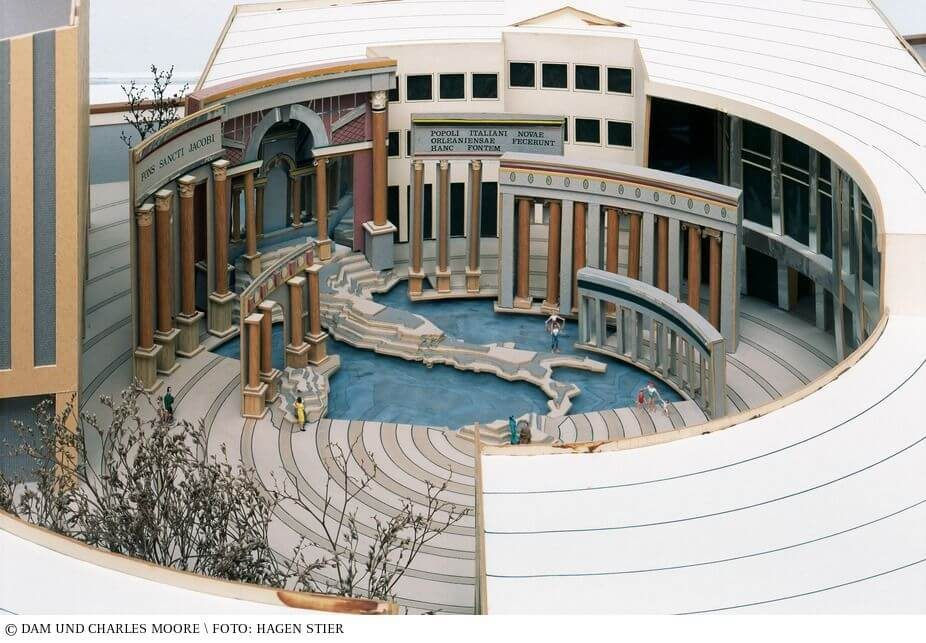 FONS SANCTI JACOBI
POPOLI ITALIANI NOVAE
ORLEANIENSAE FECERUNT
HANC FONTEM
© DAM UND CHARLES MOORE \ FOTO: HAGEN STIER